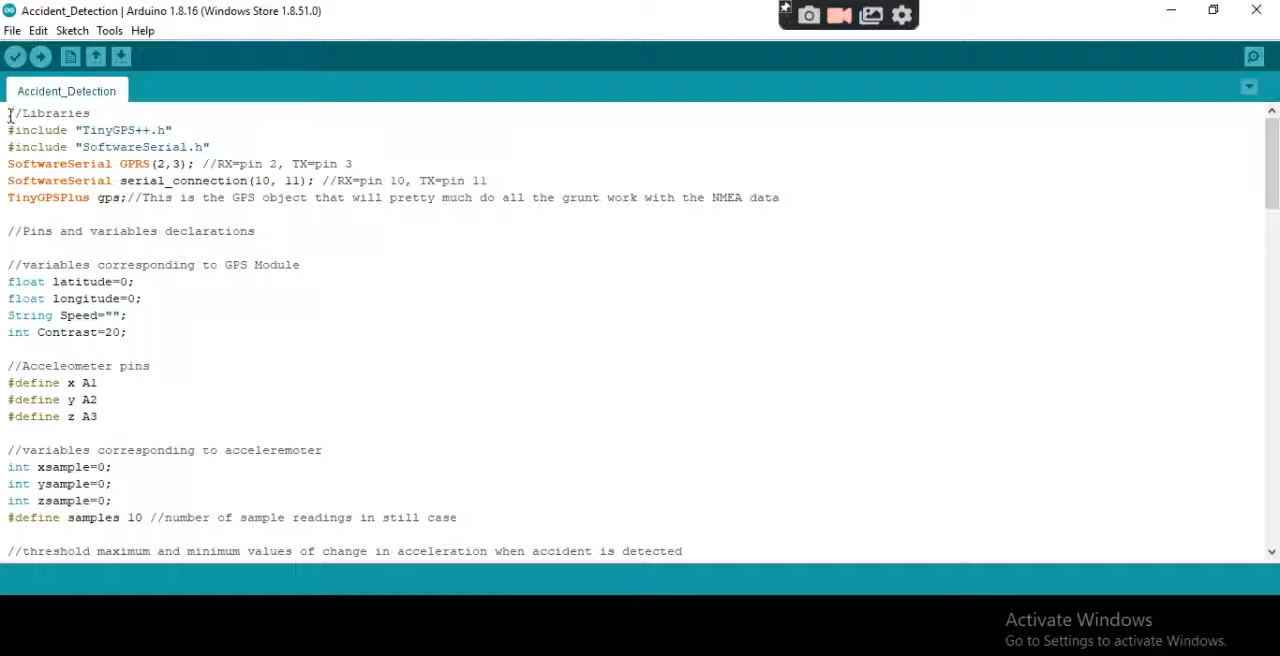 Accident_Detection | Arduino 1.8.16 (Windows Store 1.8.51.0)
File Edit Sketch Tools Help
Accident_Detection
//Libraries
#include "TinyGPS++.h"
#include "SoftwareSerial.h"
SoftwareSerial GPRS(2,3); //RX=pin 2, TX=pin 3
SoftwareSerial serial_connection(10, 11); //RX=pin 10, TX=pin 11
TinyGPSPlus gps;//This is the GPS object that will pretty much do all the grunt work with the NMEA data
//Pins and variables declarations
//variables corresponding to GPS Module
float latitude=0;
float longitude=0;
String Speed="";
int Contrast=20;
//Acceleometer pins
#define x A1
#define y A2
#define z A3
//variables corresponding to acceleremoter
int xsample=0;
int ysample=0;
int zsample=0;
#define samples 10 //number of sample readings in still case
//threshold maximum and minimum values of change in acceleration when accident is detected
Activate Windows
Go to Settings to activate Windows.